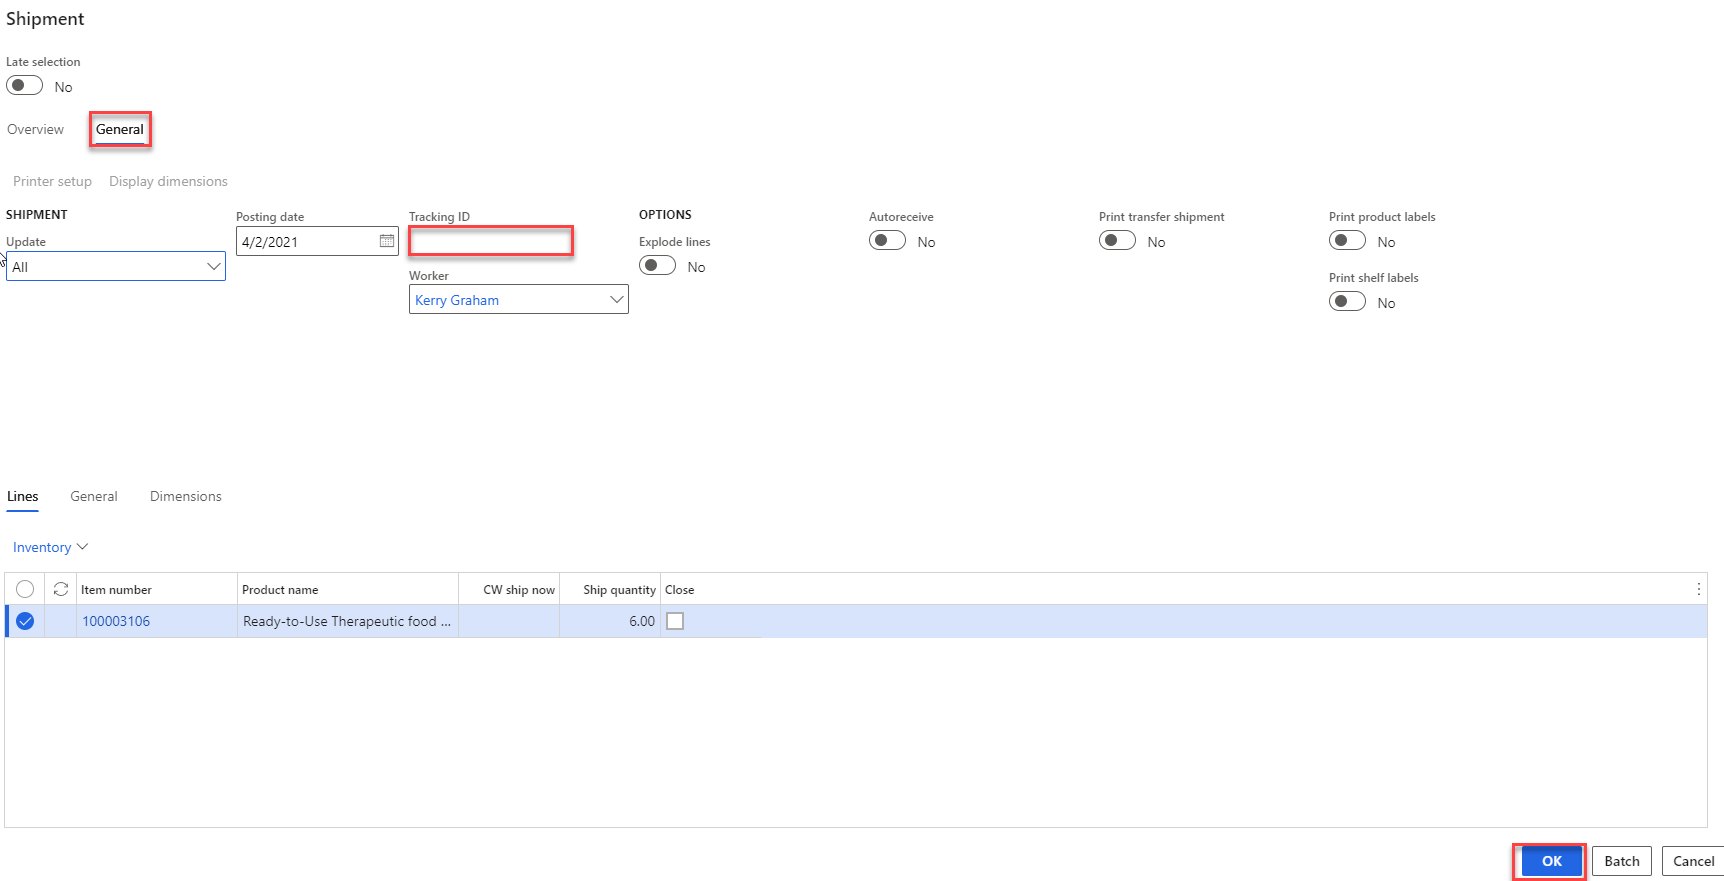 Shipment
Late selection
No
Overview General
Printer setup Display dimensions
SHIPMENT
Update
All
Posting date
4/2/2021
Tracking ID
Worker
Kerry Graham
OPTIONS
Explode lines
No
Autoreceive
No
Print transfer shipment
No
Print product labels
No
Print shelf labels
No
Lines General Dimensions
Inventory
Item number Product name CW ship now Ship quantity Close
100003106 Ready-to-Use Therapeutic food ... 6.00
OK Batch Cancel